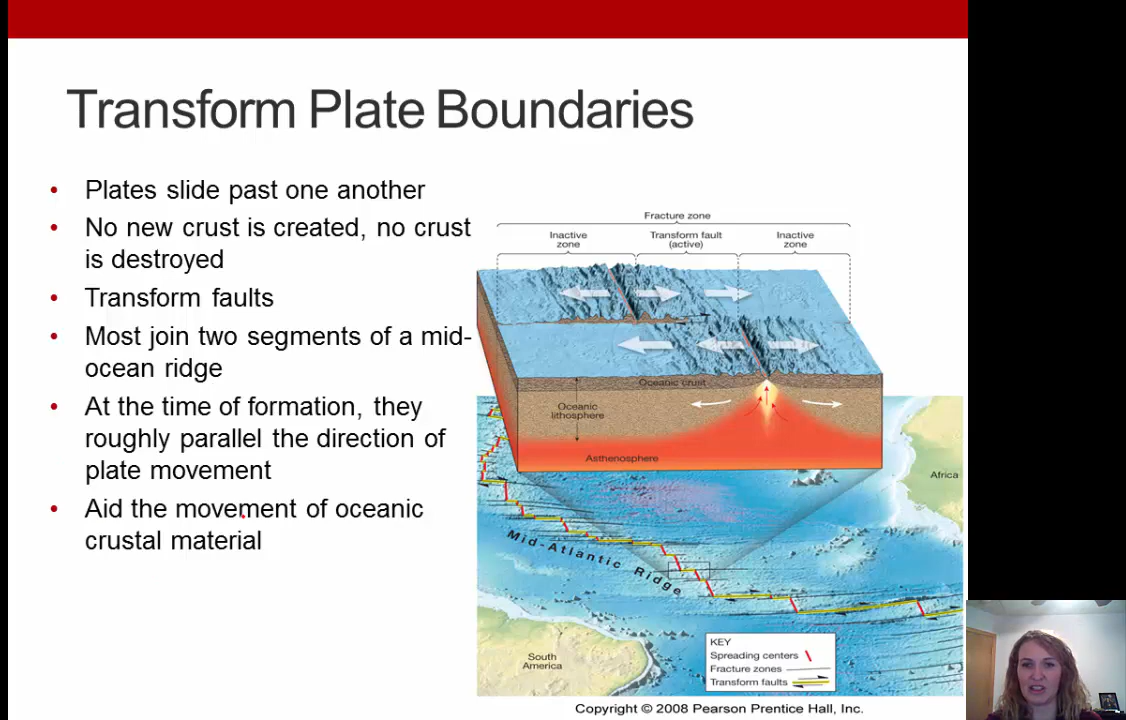 Transform Plate Boundaries
• Plates slide past one another
• No new crust is created, no crust
is destroyed
• Transform faults
• Most join two segments of a mid-
ocean ridge
• At the time of formation, they
roughly parallel the direction of
plate movement
• Aid the movement of oceanic
crustal material
Fracture zone
Inactive
zone
Transform fault
(active)
Inactive
zone
Oceanic crust
Oceanic
lithosphere
Asthenosphere
Africa
Mid-Atlantic Ridge
South
America
KEY
Spreading centers
Fracture zones
Transform faults
Copyright © 2008 Pearson Prentice Hall, Inc.